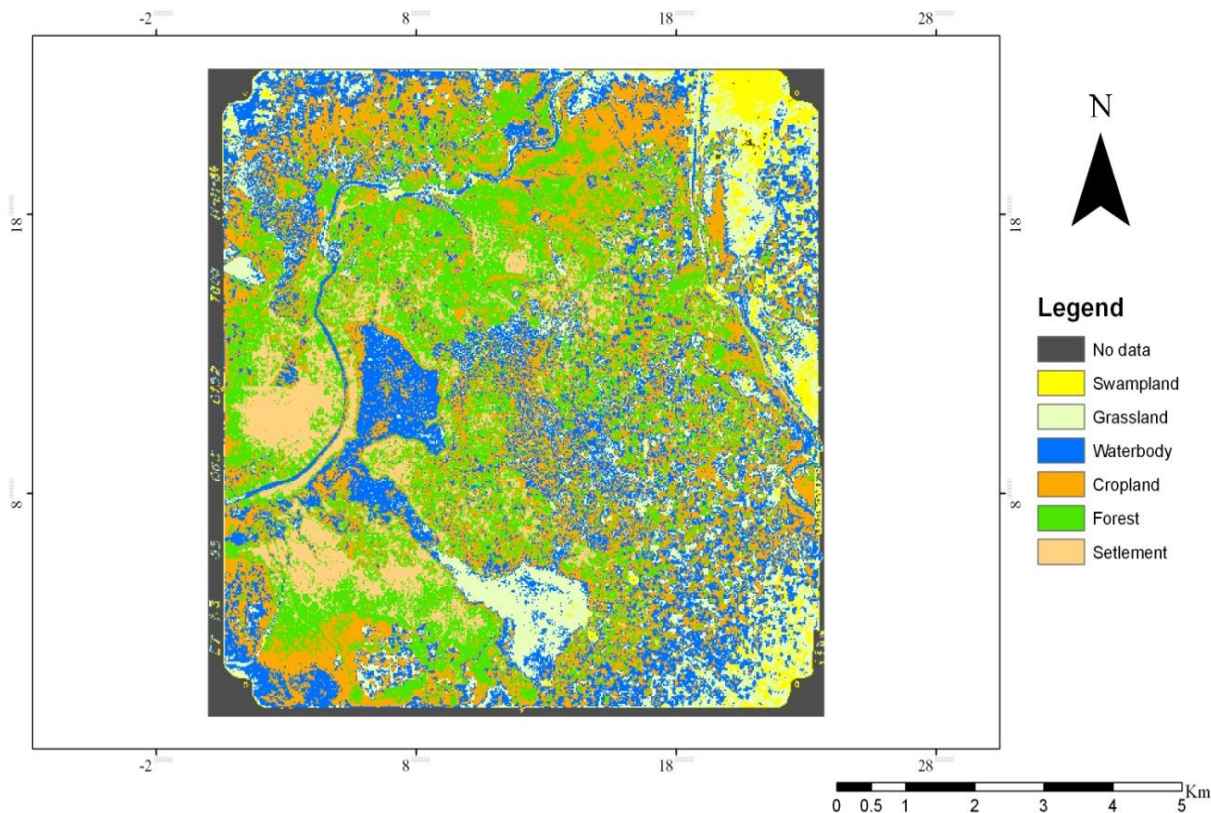 -2 8 18 28
N
18 18
Legend
No data
Swampland
Grassland
Waterbody
Cropland
Forest
Setlement
8 8
-2 8 18 28
0 0.5 1 2 3 4 5 Km